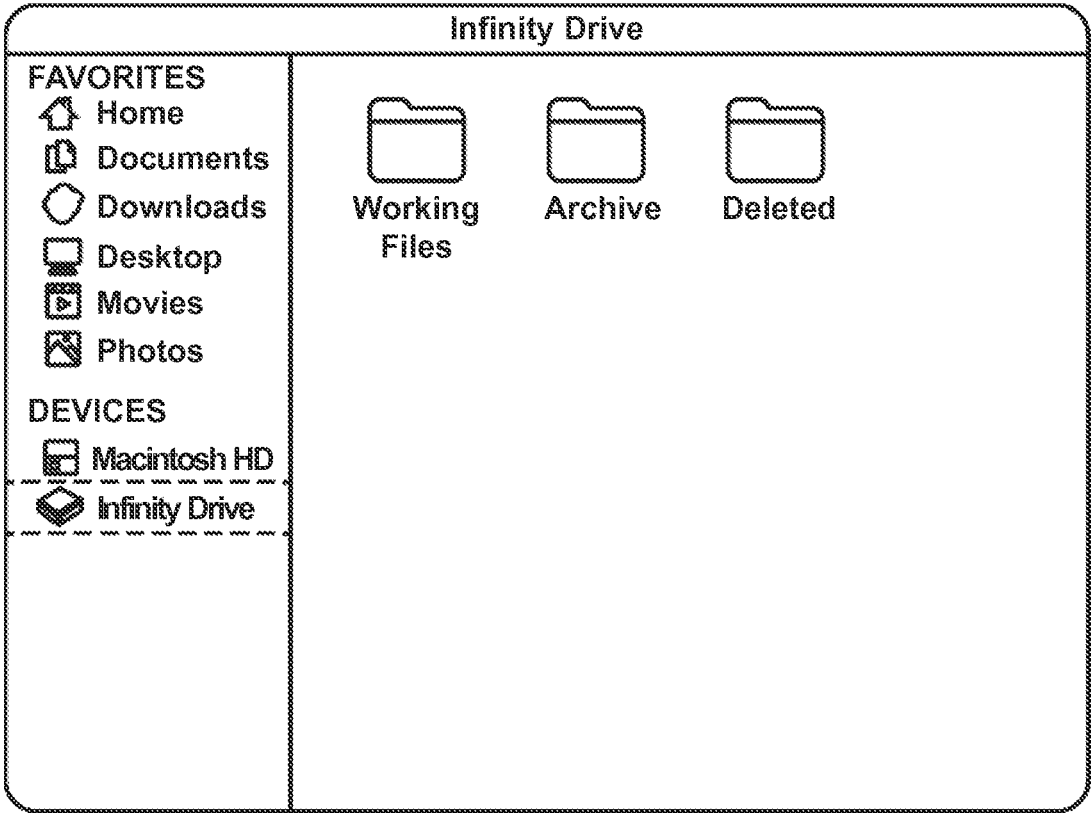 Infinity Drive
FAVORITES
Home
Documents
Downloads
Desktop
Movies
Photos
DEVICES
Macintosh HD
Infinity Drive
Working
Files
Archive
Deleted